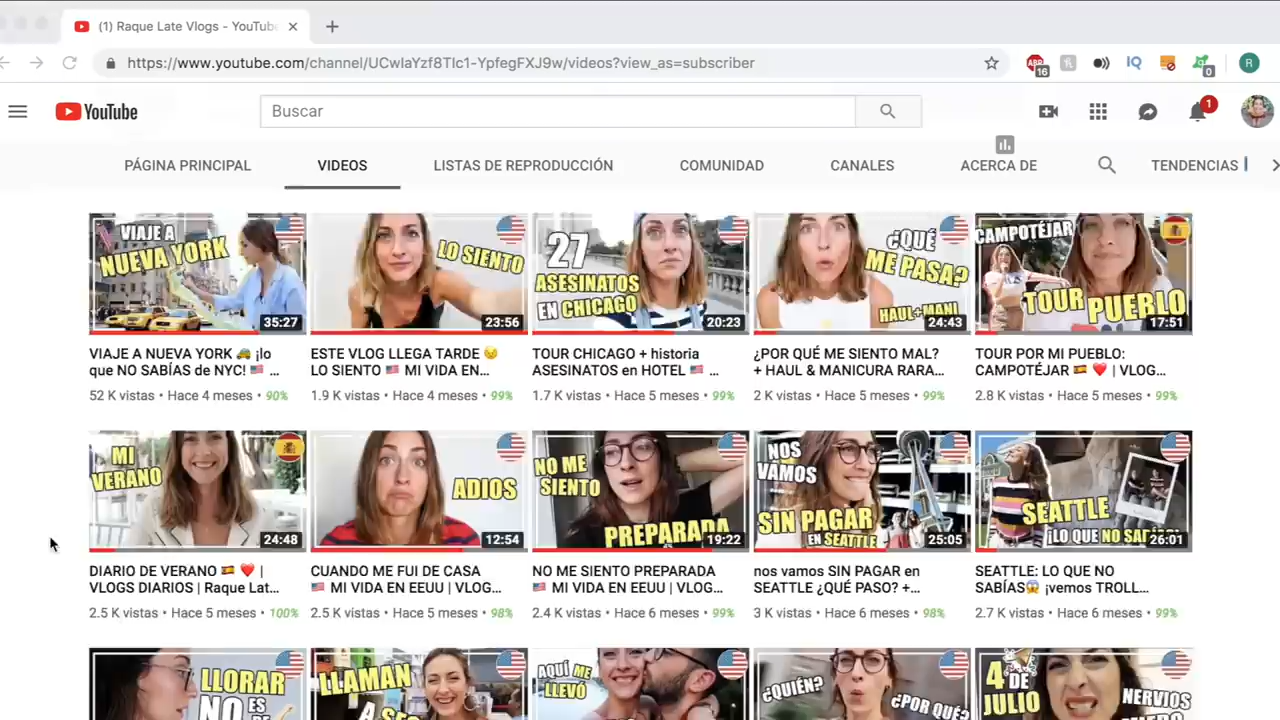 (1) Raque Late Vlogs - YouTube
https://www.youtube.com/channel/UCwIaYzf8TIc1-YpfegFXJ9w/videos?view_as=subscriber
ABP
16
IQ
0
R
YouTube
Buscar
1
PÁGINA PRINCIPAL
VIDEOS
LISTAS DE REPRODUCCIÓN
COMUNIDAD
CANALES
ACERCA DE
TENDENCIAS
VIAJE A
NUEVA YORK
35:27
LO SIENTO
23:56
27
ASESINATOS
EN CHICAGO
20:23
¿QUÉ
ME PASA?
HAUL+MANI
24:43
CAMPOTÉJAR
TOUR PUEBLO
17:51
VIAJE A NUEVA YORK 🚕 ¡lo
que NO SABÍAS de NYC! 🇺🇸 ...
52 K vistas • Hace 4 meses • 90%
ESTE VLOG LLEGA TARDE 😓
LO SIENTO 🇺🇸 MI VIDA EN...
1.9 K vistas • Hace 4 meses • 99%
TOUR CHICAGO + historia
ASESINATOS en HOTEL 🇺🇸 ...
1.7 K vistas • Hace 5 meses • 99%
¿POR QUÉ ME SIENTO MAL?
+ HAUL & MANICURA RARA...
2 K vistas • Hace 5 meses • 99%
TOUR POR MI PUEBLO:
CAMPOTÉJAR 🇪🇸 ❤️ | VLOG...
2.8 K vistas • Hace 5 meses • 99%
MI
VERANO
24:48
ADIOS
12:54
NO ME
SIENTO
PREPARADA
19:22
NOS
VAMOS
SIN PAGAR
EN SEATTLE
25:05
SEATTLE
¡LO QUE NO
26:01
DIARIO DE VERANO 🇪🇸 ❤️ |
VLOGS DIARIOS | Raque Lat...
2.5 K vistas • Hace 5 meses • 100%
CUANDO ME FUI DE CASA
🇺🇸 MI VIDA EN EEUU | VLOG...
2.5 K vistas • Hace 5 meses • 98%
NO ME SIENTO PREPARADA
🇺🇸 MI VIDA EN EEUU | VLOG...
2.4 K vistas • Hace 6 meses • 99%
nos vamos SIN PAGAR en
SEATTLE ¿QUÉ PASO? +...
3 K vistas • Hace 6 meses • 98%
SEATTLE: LO QUE NO
SABÍAS😱 ¡vemos TROLL...
2.7 K vistas • Hace 6 meses • 99%
LLORAR
NO ES
LLAMAN
AQUÍ ME
LLEVÓ
¿QUIÉN?
¿POR QUÉ?
4 DE
JULIO
NERVIOS